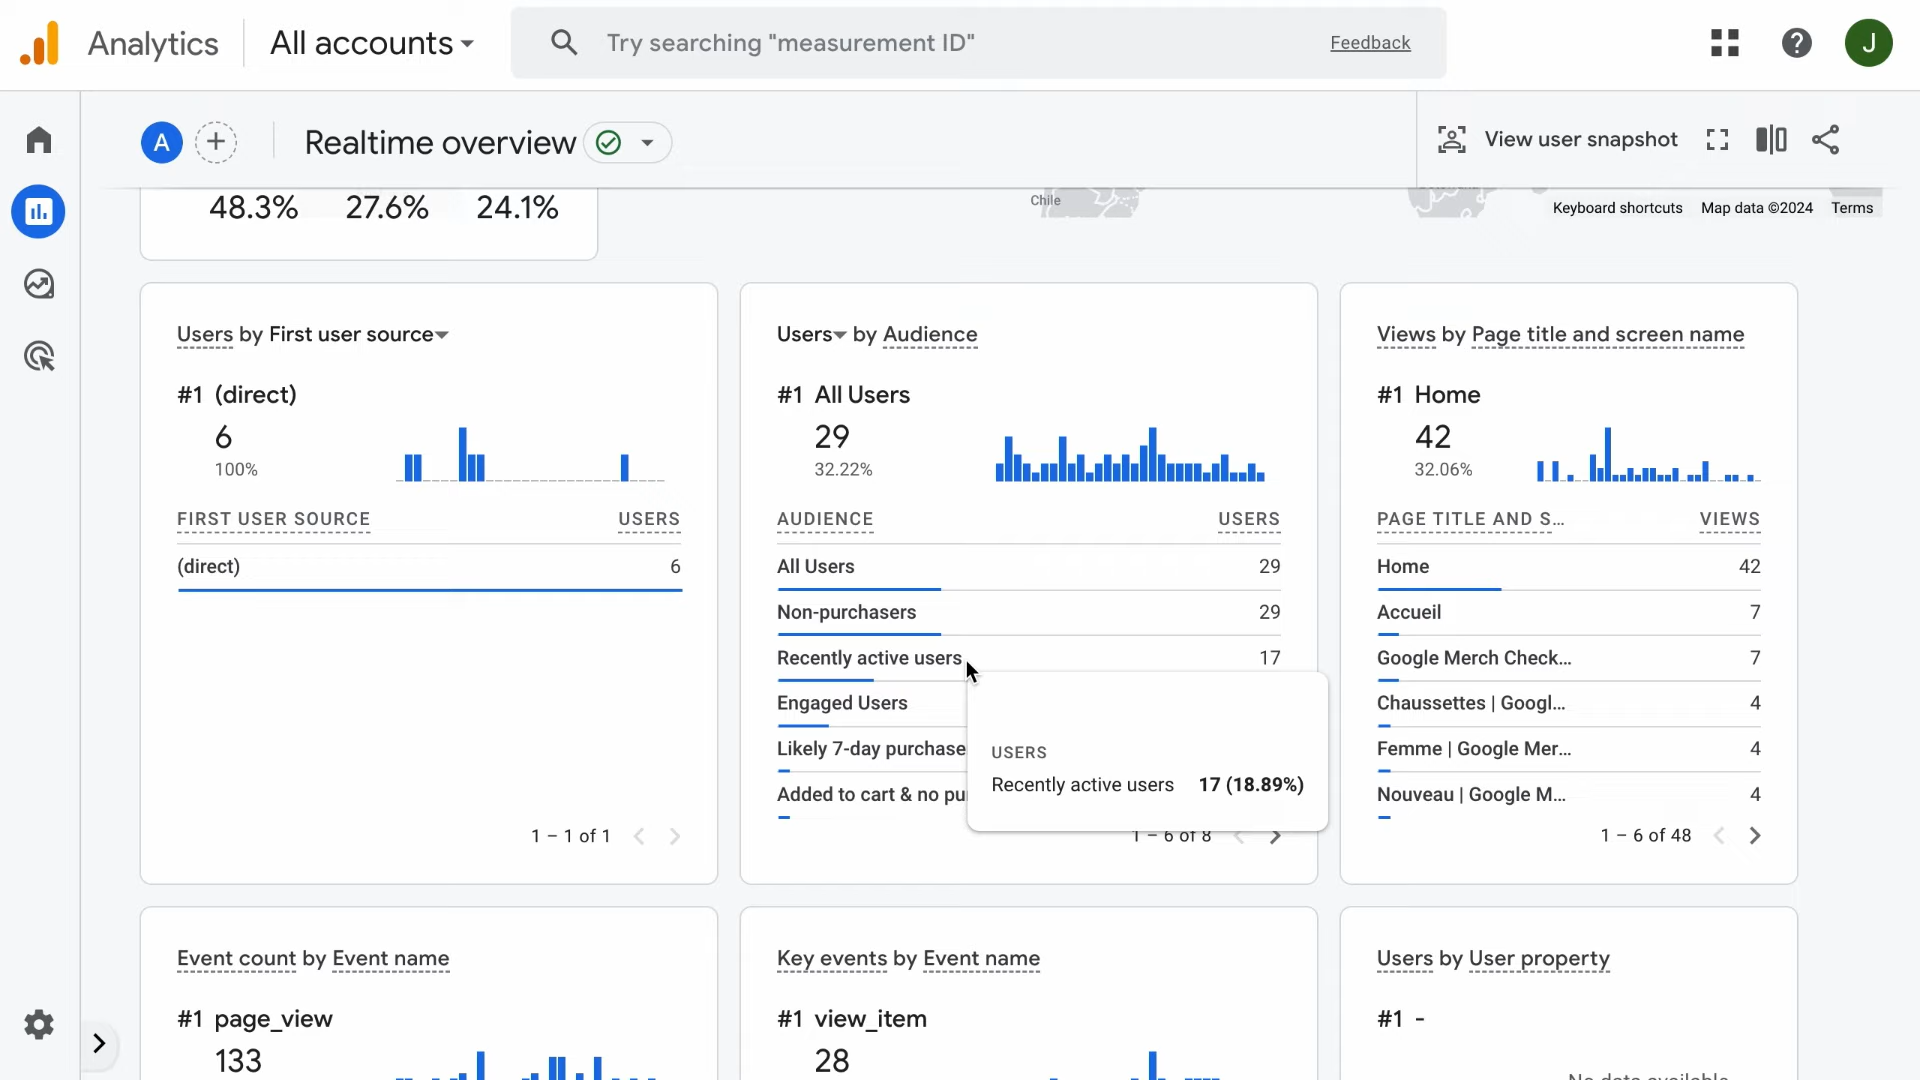 Analytics
All accounts
Try searching "measurement ID"
Feedback
J
A
Realtime overview
View user snapshot
48.3% 27.6% 24.1%
Chile
Keyboard shortcuts Map data ©2024 Terms
Users by First user source
#1 (direct)
6
100%
FIRST USER SOURCE USERS
(direct) 6
1 – 1 of 1
Users by Audience
#1 All Users
29
32.22%
AUDIENCE USERS
All Users 29
Non-purchasers 29
Recently active users 17
Engaged Users
Likely 7-day purchase
Added to cart & no pu
USERS
Recently active users 17 (18.89%)
1 – 6 of 8
Views by Page title and screen name
#1 Home
42
32.06%
PAGE TITLE AND S... VIEWS
Home 42
Accueil 7
Google Merch Check... 7
Chaussettes | Googl... 4
Femme | Google Mer... 4
Nouveau | Google M... 4
1 – 6 of 48
Event count by Event name
#1 page_view
133
Key events by Event name
#1 view_item
28
Users by User property
#1 -
No data available